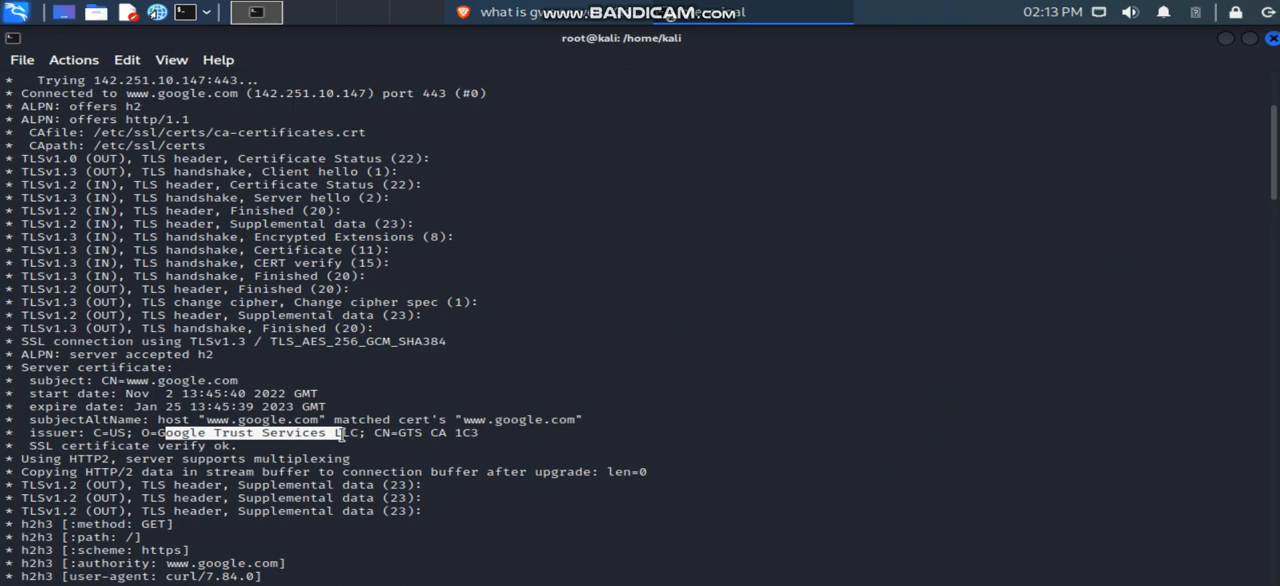 what is gw
www.BANDICAM.com
inal
02:13 PM
root@kali: /home/kali
File Actions Edit View Help
* Trying 142.251.10.147:443...
* Connected to www.google.com (142.251.10.147) port 443 (#0)
* ALPN: offers h2
* ALPN: offers http/1.1
* CAfile: /etc/ssl/certs/ca-certificates.crt
* CApath: /etc/ssl/certs
* TLSv1.0 (OUT), TLS header, Certificate Status (22):
* TLSv1.3 (OUT), TLS handshake, Client hello (1):
* TLSv1.2 (IN), TLS header, Certificate Status (22):
* TLSv1.3 (IN), TLS handshake, Server hello (2):
* TLSv1.2 (IN), TLS header, Finished (20):
* TLSv1.2 (IN), TLS header, Supplemental data (23):
* TLSv1.3 (IN), TLS handshake, Encrypted Extensions (8):
* TLSv1.3 (IN), TLS handshake, Certificate (11):
* TLSv1.3 (IN), TLS handshake, CERT verify (15):
* TLSv1.3 (IN), TLS handshake, Finished (20):
* TLSv1.2 (OUT), TLS header, Finished (20):
* TLSv1.3 (OUT), TLS change cipher, Change cipher spec (1):
* TLSv1.2 (OUT), TLS header, Supplemental data (23):
* TLSv1.3 (OUT), TLS handshake, Finished (20):
* SSL connection using TLSv1.3 / TLS_AES_256_GCM_SHA384
* ALPN: server accepted h2
* Server certificate:
* subject: CN=www.google.com
* start date: Nov 2 13:45:40 2022 GMT
* expire date: Jan 25 13:45:39 2023 GMT
* subjectAltName: host "www.google.com" matched cert's "www.google.com"
* issuer: C=US; O=Google Trust Services LLC; CN=GTS CA 1C3
* SSL certificate verify ok.
* Using HTTP2, server supports multiplexing
* Copying HTTP/2 data in stream buffer to connection buffer after upgrade: len=0
* TLSv1.2 (OUT), TLS header, Supplemental data (23):
* TLSv1.2 (OUT), TLS header, Supplemental data (23):
* TLSv1.2 (OUT), TLS header, Supplemental data (23):
* h2h3 [:method: GET]
* h2h3 [:path: /]
* h2h3 [:scheme: https]
* h2h3 [:authority: www.google.com]
* h2h3 [user-agent: curl/7.84.0]